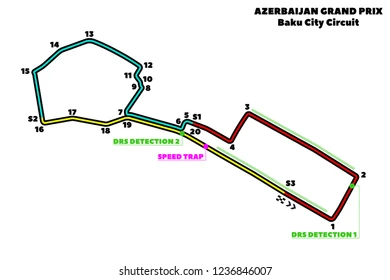 AZERBAIJAN GRAND PRIX
Baku City Circuit
13
14
12
15
11
10
9
8
3
S2
17
7
6
5
S1
16
18
19
20
4
DRS DETECTION 2
SPEED TRAP
2
S3
DRS DETECTION 1
1
shutterstock.com · 1236846007